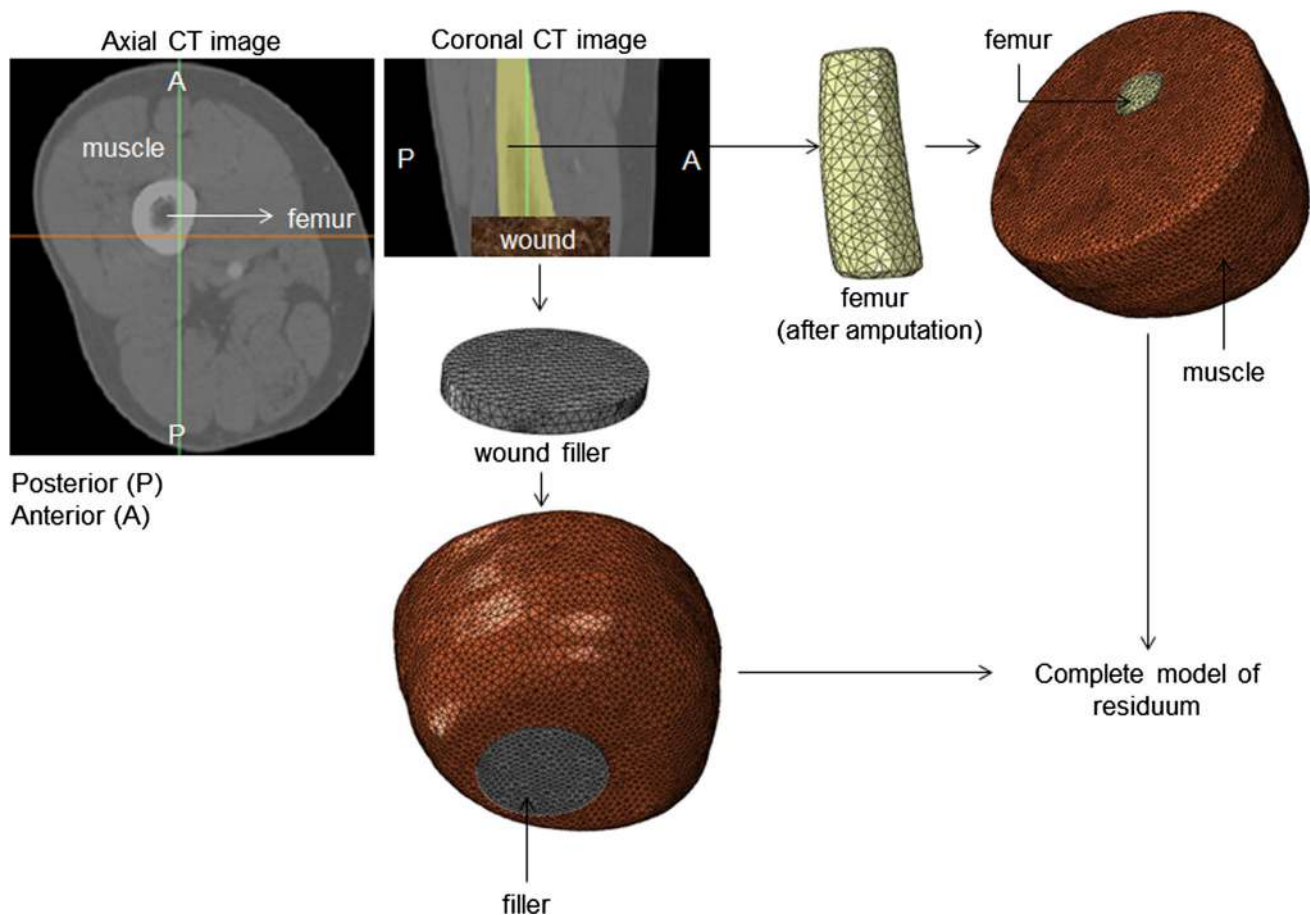 Axial CT image
A
muscle
femur
P
Posterior (P)
Anterior (A)
Coronal CT image
P
A
wound
wound filler
filler
femur
(after amputation)
femur
muscle
Complete model of
residuum